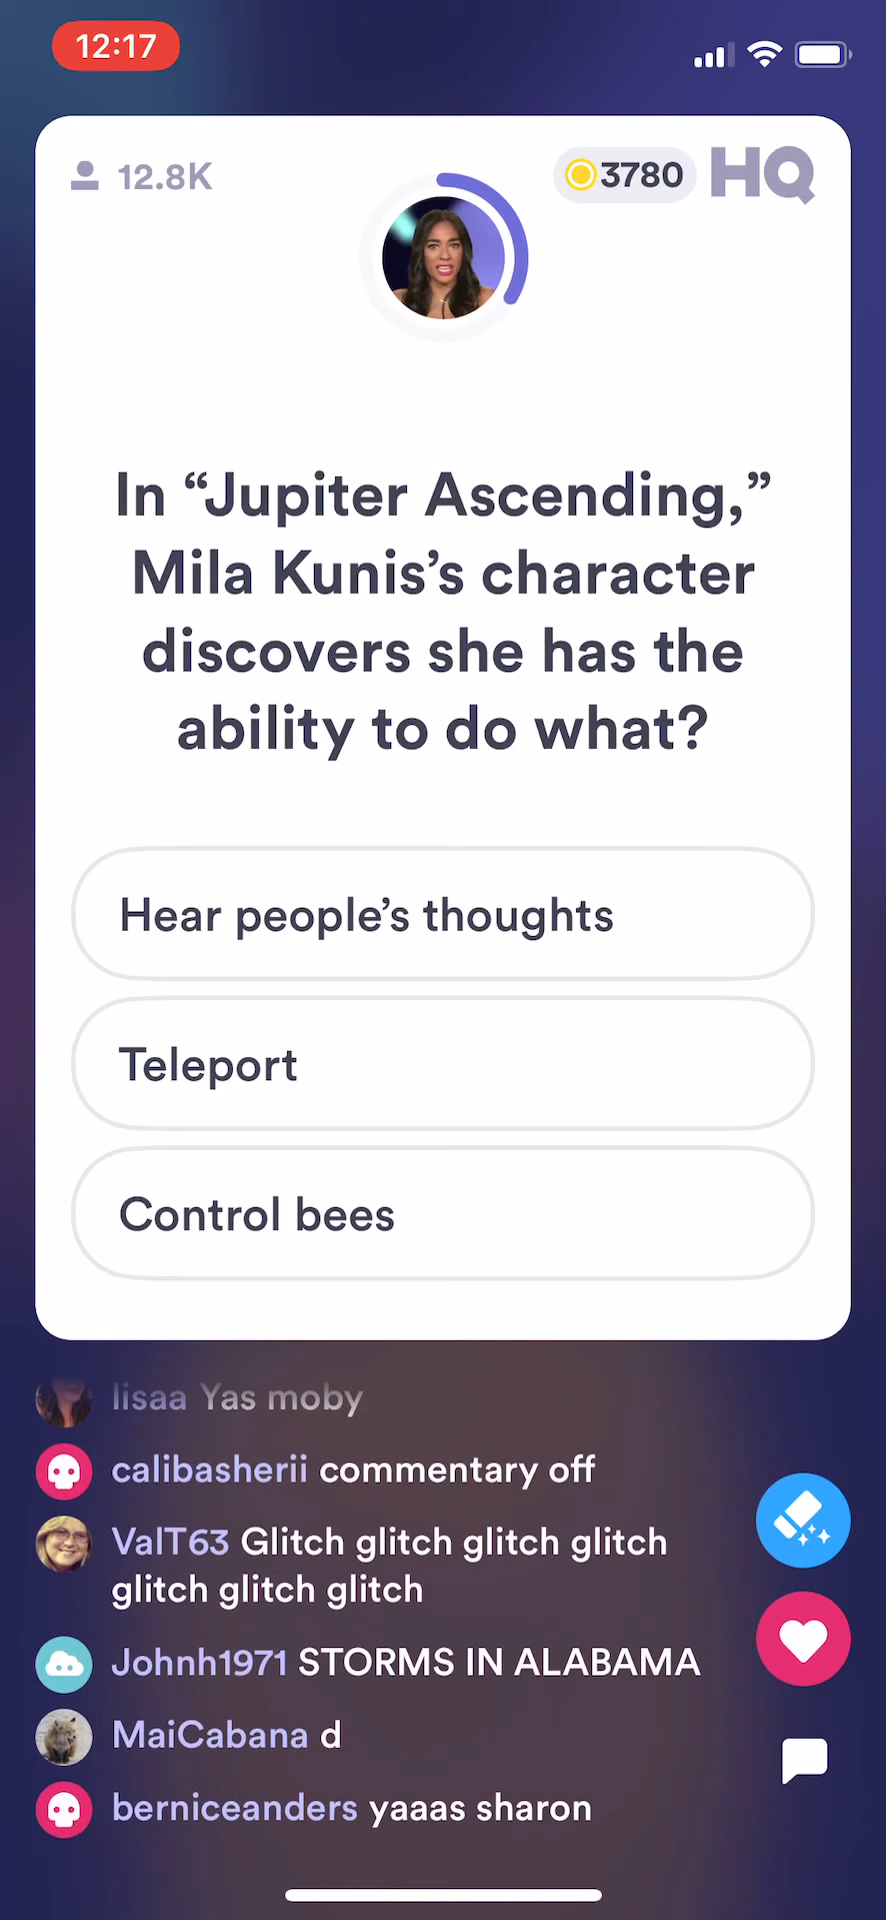 12:17
12.8K
3780
HQ
In “Jupiter Ascending,”
Mila Kunis’s character
discovers she has the
ability to do what?
Hear people’s thoughts
Teleport
Control bees
lisaa Yas moby
calibasherii commentary off
ValT63 Glitch glitch glitch glitch
glitch glitch glitch
Johnh1971 STORMS IN ALABAMA
MaiCabana d
berniceanders yaaas sharon